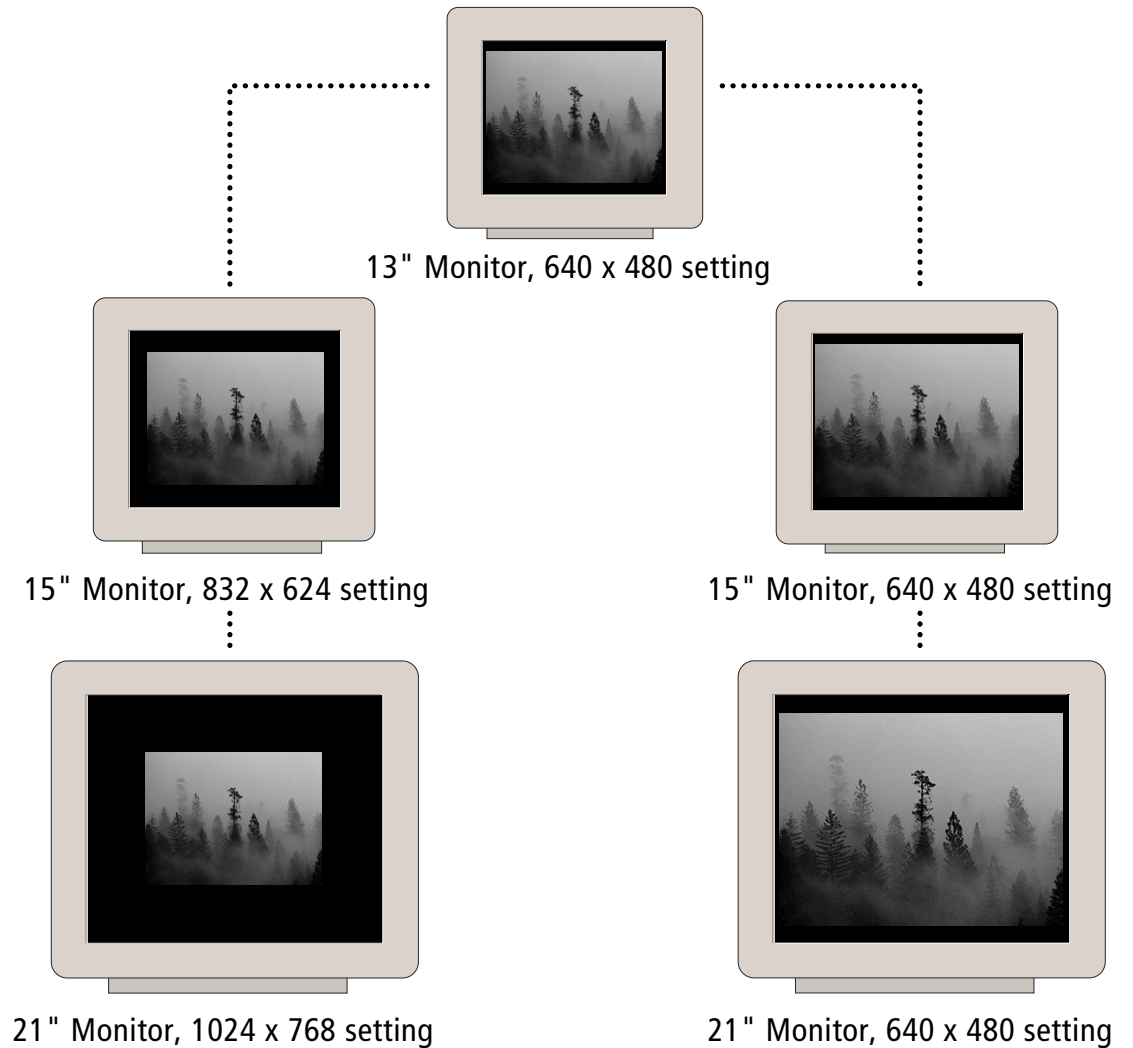 13" Monitor, 640 x 480 setting
15" Monitor, 832 x 624 setting
15" Monitor, 640 x 480 setting
21" Monitor, 1024 x 768 setting
21" Monitor, 640 x 480 setting